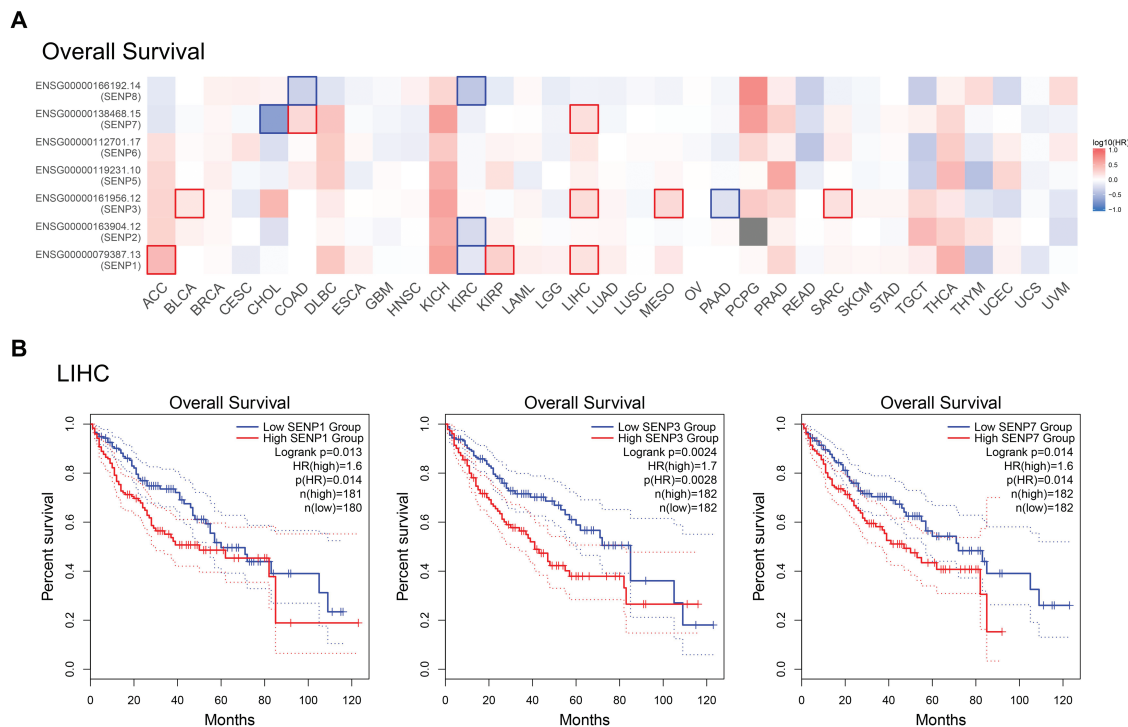 A
Overall Survival
ENSG00000166192.14
(SENP8)
ENSG00000138468.15
(SENP7)
ENSG00000112701.17
(SENP6)
ENSG00000119231.10
(SENP5)
ENSG00000161956.12
(SENP3)
ENSG00000163904.12
(SENP2)
ENSG00000079387.13
(SENP1)
log10(HR)
1.0
0.5
0.0
-0.5
-1.0
ACC BLCA BRCA CESC CHOL COAD DLBC ESCA GBM HNSC KICH KIRC KIRP LAML LGG LIHC LUAD LUSC MESO OV PAAD PCPG PRAD READ SARC SKCM STAD TGCT THCA THYM UCEC UCS UVM
B
LIHC
Overall Survival
Low SENP1 Group
High SENP1 Group
Logrank p=0.013
HR(high)=1.6
p(HR)=0.014
n(high)=181
n(low)=180
Percent survival
1.0
0.8
0.6
0.4
0.2
0.0
0 20 40 60 80 100 120
Months
Overall Survival
Low SENP3 Group
High SENP3 Group
Logrank p=0.0024
HR(high)=1.7
p(HR)=0.0028
n(high)=182
n(low)=182
Percent survival
1.0
0.8
0.6
0.4
0.2
0.0
0 20 40 60 80 100 120
Months
Overall Survival
Low SENP7 Group
High SENP7 Group
Logrank p=0.014
HR(high)=1.6
p(HR)=0.014
n(high)=182
n(low)=182
Percent survival
1.0
0.8
0.6
0.4
0.2
0.0
0 20 40 60 80 100 120
Months